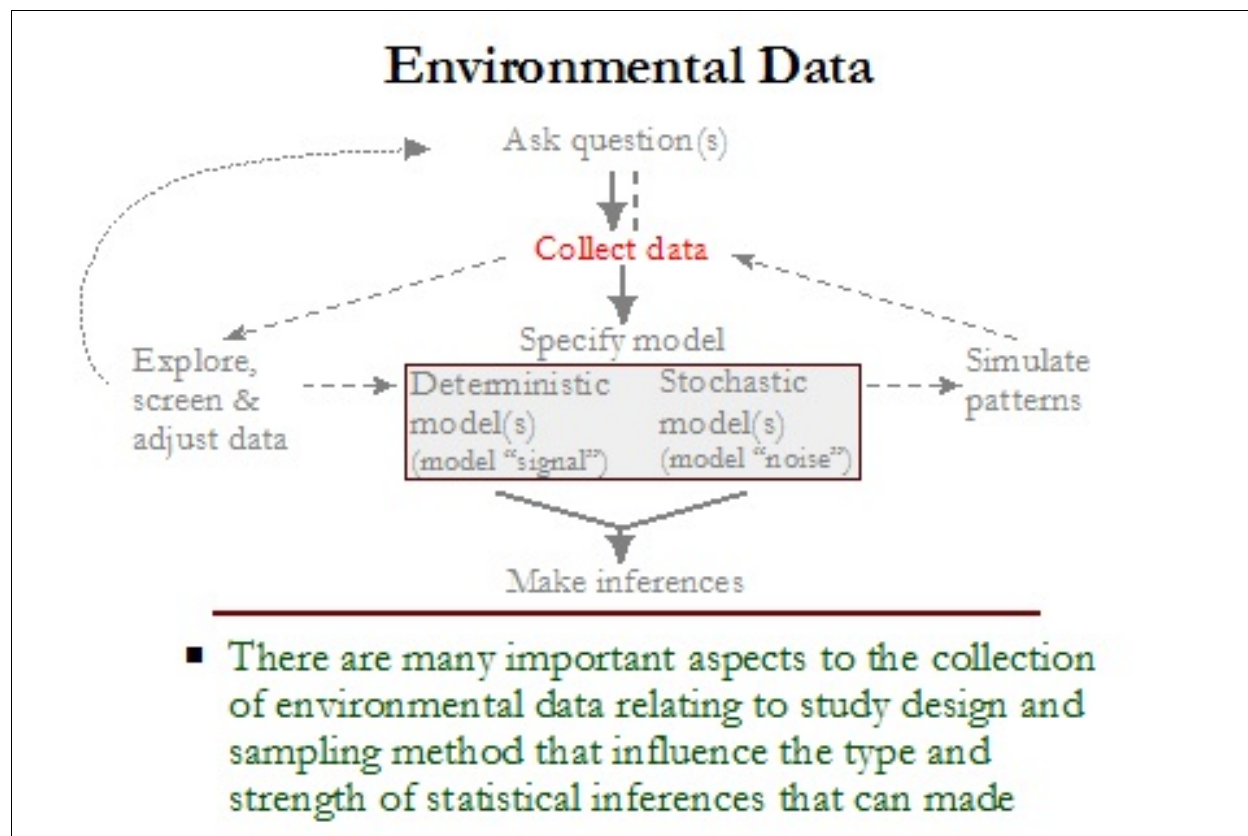 Environmental Data
Ask question(s)
Collect data
Specify model
Explore,
screen &
adjust data
Deterministic
model(s)
(model “signal”)
Stochastic
model(s)
(model “noise”)
Simulate
patterns
Make inferences
▪ There are many important aspects to the collection
of environmental data relating to study design and
sampling method that influence the type and
strength of statistical inferences that can made